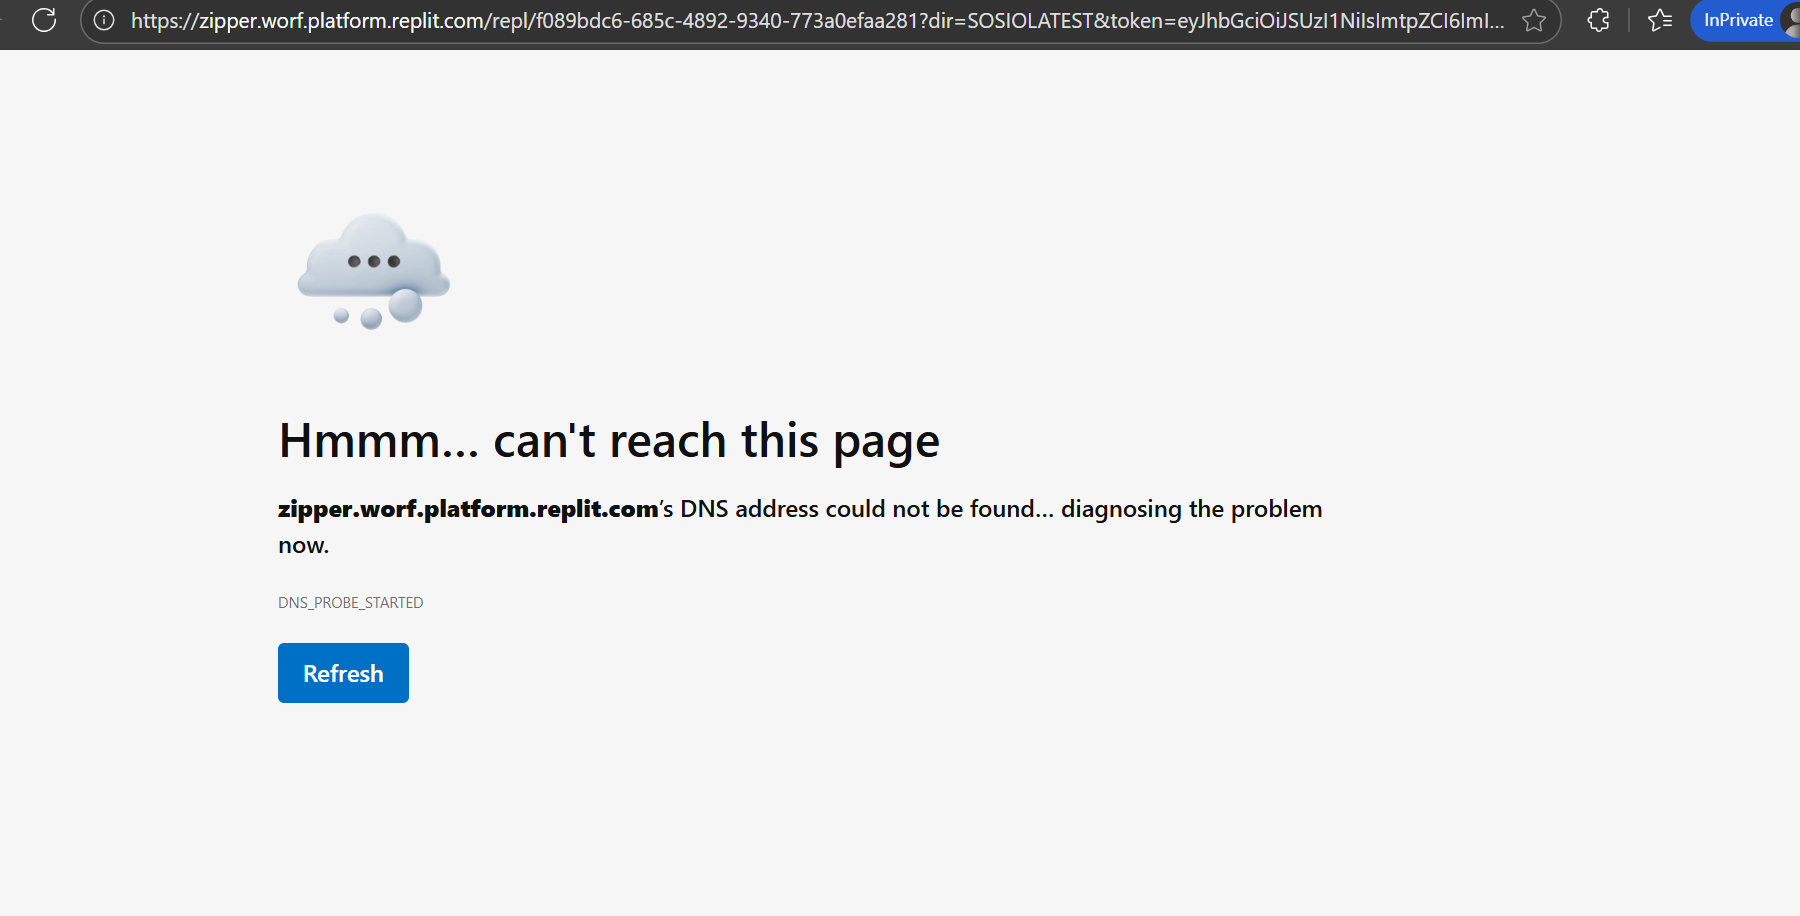 https://zipper.worf.platform.replit.com/repl/f089bdc6-685c-4892-9340-773a0efaa281?dir=SOSIOLATEST&token=eyJhbGciOiJSUzI1NiIsImtpZCI6ImI...
InPrivate
Hmmm... can't reach this page
zipper.worf.platform.replit.com's DNS address could not be found... diagnosing the problem
now.
DNS_PROBE_STARTED
Refresh